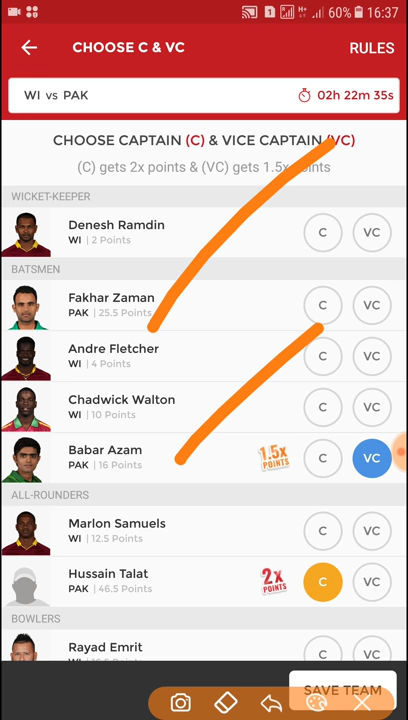 60% 16:37
CHOOSE C & VC
RULES
WI vs PAK
02h 22m 35s
CHOOSE CAPTAIN (C) & VICE CAPTAIN (VC)
(C) gets 2x points & (VC) gets 1.5x points
WICKET-KEEPER
Denesh Ramdin
WI | 2 Points
C VC
BATSMEN
Fakhar Zaman
PAK | 25.5 Points
C VC
Andre Fletcher
WI | 4 Points
C VC
Chadwick Walton
WI | 10 Points
C VC
Babar Azam
PAK | 16 Points
1.5x
POINTS
C VC
ALL-ROUNDERS
Marlon Samuels
WI | 12.5 Points
C VC
Hussain Talat
PAK | 46.5 Points
2x
POINTS
C VC
BOWLERS
Rayad Emrit
WI
C VC
SAVE TEAM